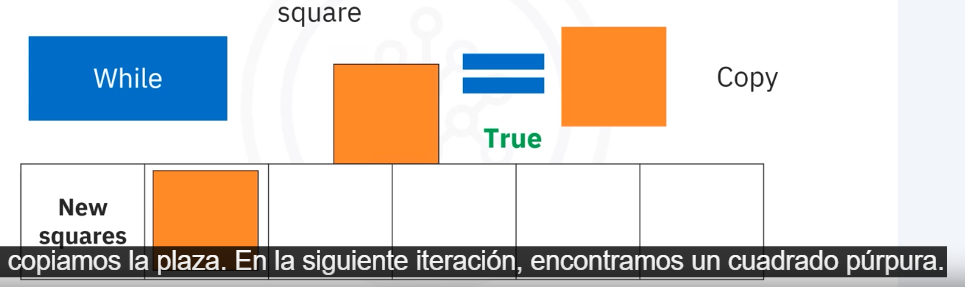 square
While
Copy
True
New
squares
copiamos la plaza. En la siguiente iteración, encontramos un cuadrado púrpura.